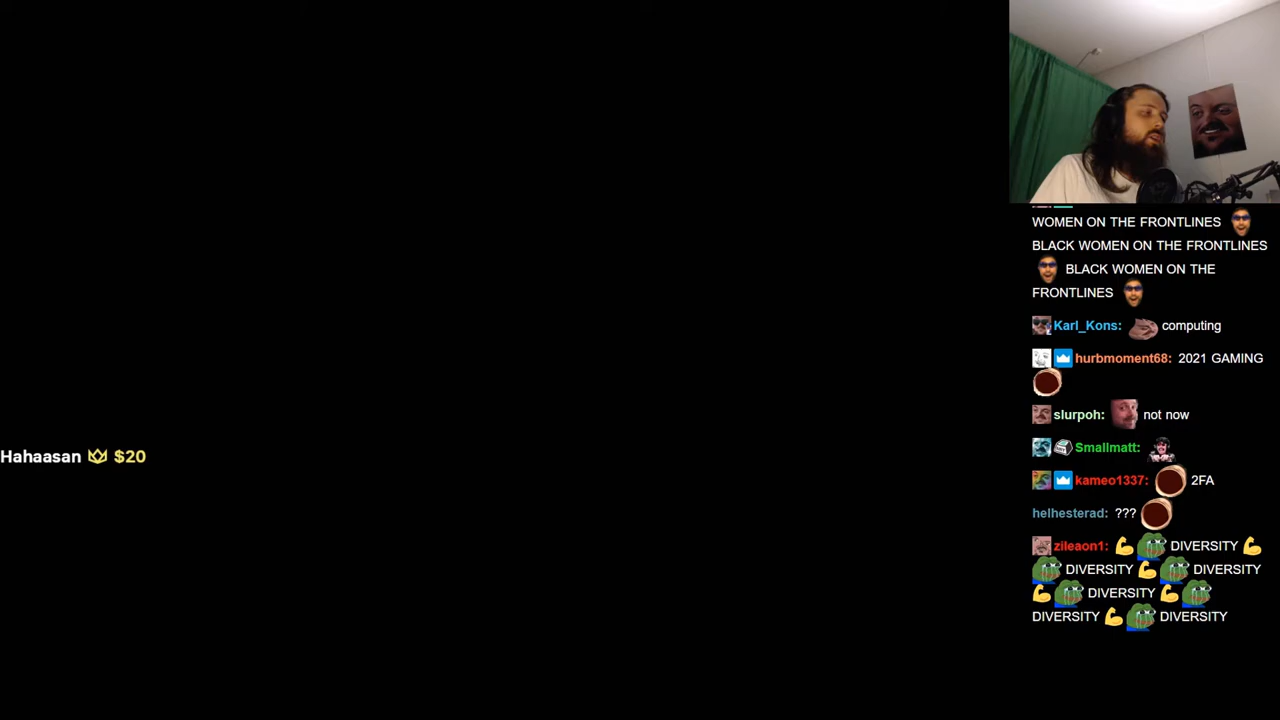 WOMEN ON THE FRONTLINES
BLACK WOMEN ON THE FRONTLINES
BLACK WOMEN ON THE
FRONTLINES
Karl_Kons: computing
hurbmoment68: 2021 GAMING
slurpoh: not now
Smallmatt:
kameo1337: 2FA
helhesterad: ???
zileaon1: DIVERSITY
DIVERSITY DIVERSITY
DIVERSITY
DIVERSITY DIVERSITY
Hahaasan $20